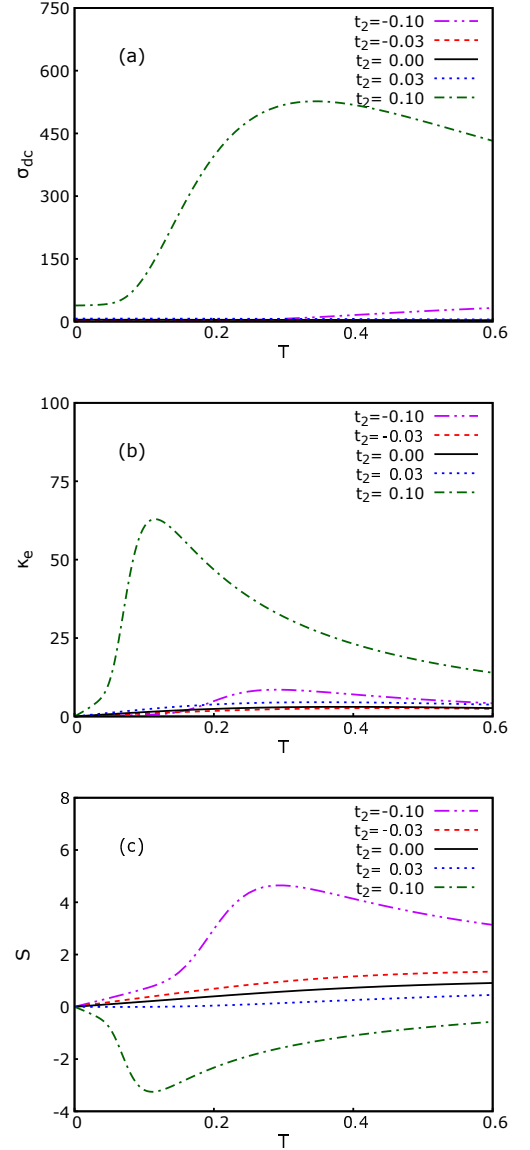 750
600
450
300
150
0
σdc
(a)
t2=-0.10
t2=-0.03
t2= 0.00
t2= 0.03
t2= 0.10
0
0.2
0.4
0.6
T
100
75
50
25
0
κe
(b)
t2=-0.10
t2=-0.03
t2= 0.00
t2= 0.03
t2= 0.10
0
0.2
0.4
0.6
T
8
6
4
2
0
-2
-4
S
(c)
t2=-0.10
t2=-0.03
t2= 0.00
t2= 0.03
t2= 0.10
0
0.2
0.4
0.6
T